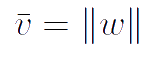 v̄ = ‖w‖